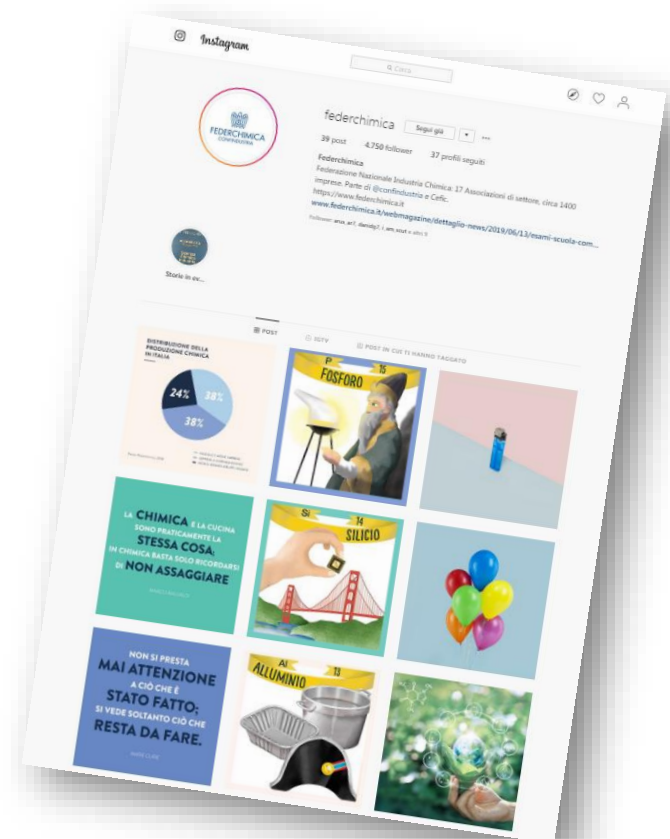 Instagram
Cerca
FEDERCHIMICA
CONFINDUSTRIA
federchimica
Segui già
39 post 4.750 follower 37 profili seguiti
Federchimica
Federazione Nazionale Industria Chimica: 17 Associazioni di settore, circa 1400
imprese. Parte di @confindustria e Cefic.
https://www.federchimica.it
www.federchimica.it/webmagazine/dettaglio-news/2019/06/13/esami-scuola-com...
Storie in ev...
POST
IGTV
POST IN CUI TI HANNO TAGGATO
DISTRIBUZIONE DELLA
PRODUZIONE CHIMICA
IN ITALIA
24%
38%
38%
P 15
FOSFORO
LA CHIMICA E LA CUCINA
SONO PRATICAMENTE LA
STESSA COSA;
IN CHIMICA BASTA SOLO RICORDARSI
DI NON ASSAGGIARE
Si 14
SILICIO
NON SI PRESTA
MAI ATTENZIONE
A CIÒ CHE È
STATO FATTO;
SI VEDE SOLTANTO CIÒ CHE
RESTA DA FARE.
MARIE CURIE
Al 13
ALLUMINIO